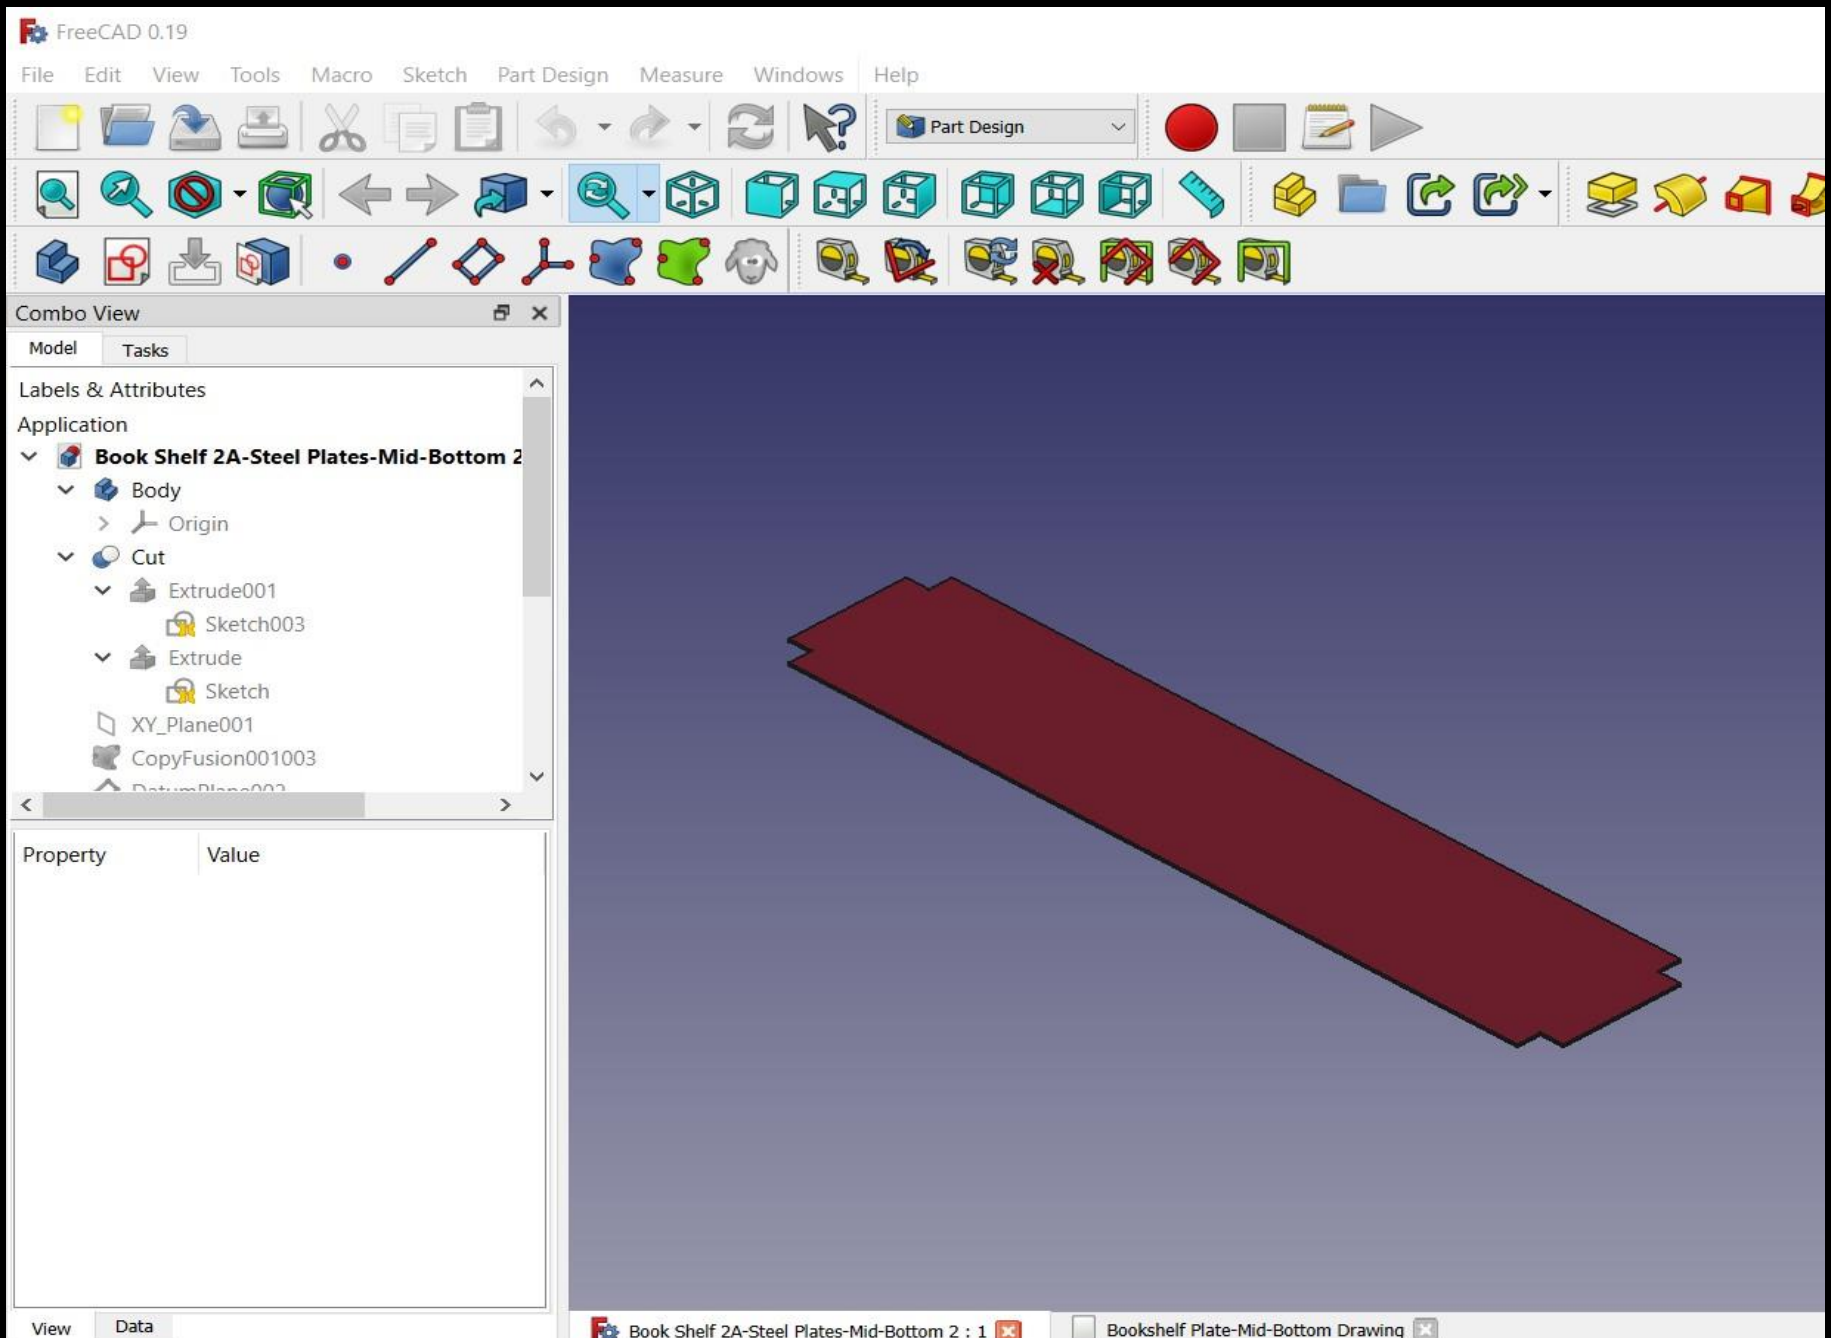 FreeCAD 0.19
File Edit View Tools Macro Sketch Part Design Measure Windows Help
Part Design
Combo View
Model Tasks
Labels & Attributes
Application
Book Shelf 2A-Steel Plates-Mid-Bottom 2
Body
Origin
Cut
Extrude001
Sketch003
Extrude
Sketch
XY_Plane001
CopyFusion001003
DatumPlane002
Property Value
View Data
Book Shelf 2A-Steel Plates-Mid-Bottom 2 : 1
Bookshelf Plate-Mid-Bottom Drawing